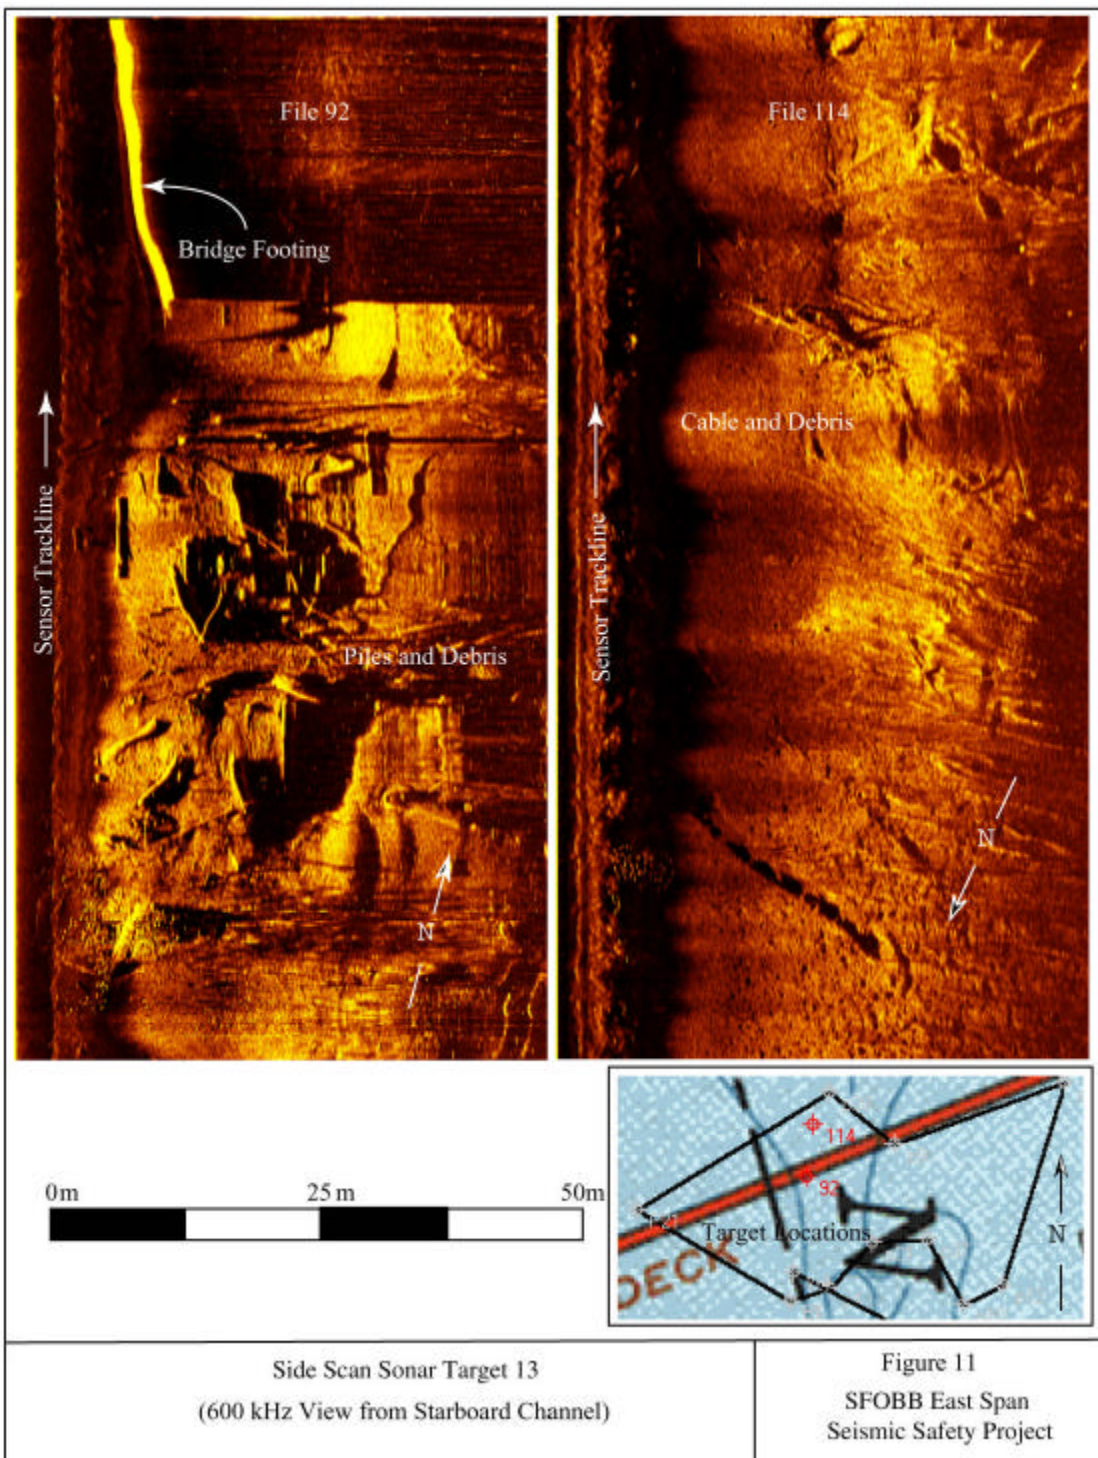 File 92
Bridge Footing
Sensor Trackline
Piles and Debris
N
File 114
Cable and Debris
Sensor Trackline
N
0m 25 m 50m
114
92
Target Locations
DECK
N
N
Side Scan Sonar Target 13
(600 kHz View from Starboard Channel)
Figure 11
SFOBB East Span
Seismic Safety Project